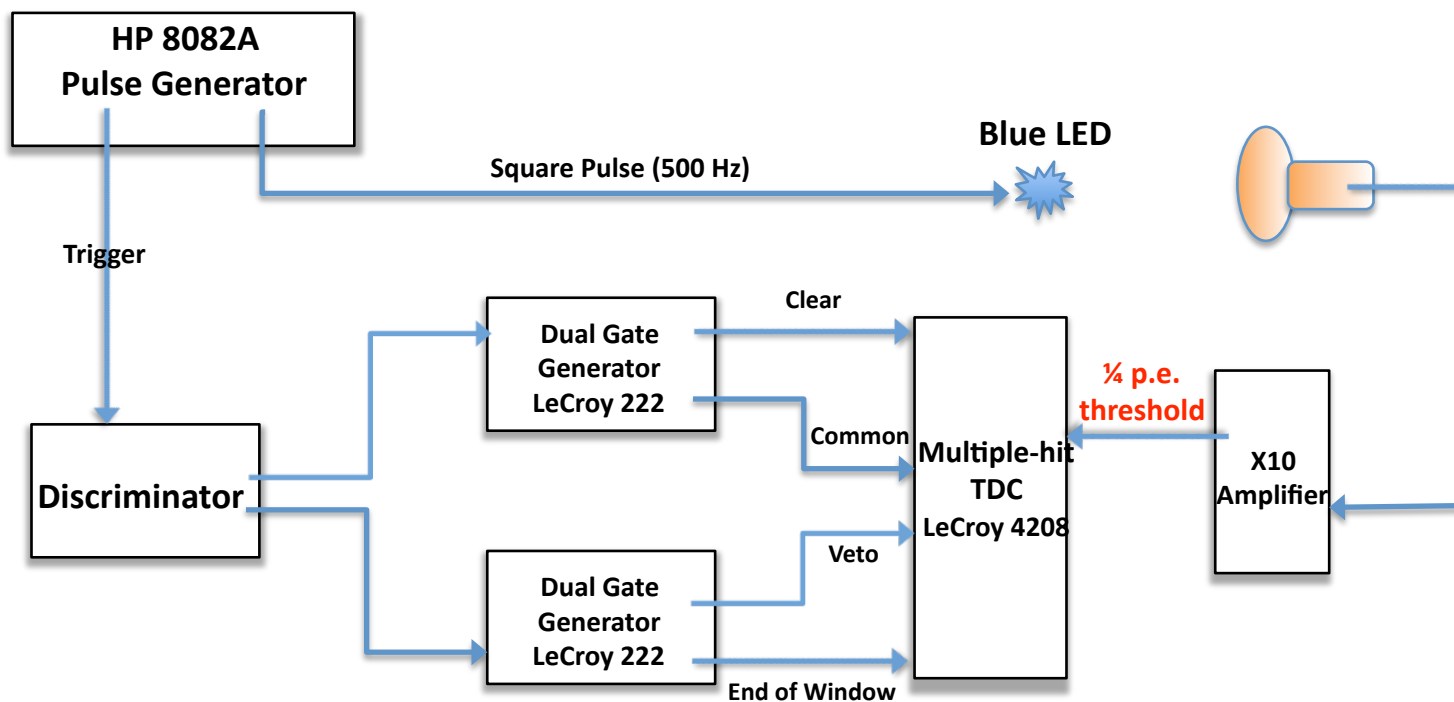 HP 8082A
Pulse Generator
Blue LED
Square Pulse (500 Hz)
Trigger
Clear
Dual Gate
Generator
LeCroy 222
Common
¼ p.e.
threshold
Multiple-hit
TDC
LeCroy 4208
X10
Amplifier
Discriminator
Veto
Dual Gate
Generator
LeCroy 222
End of Window